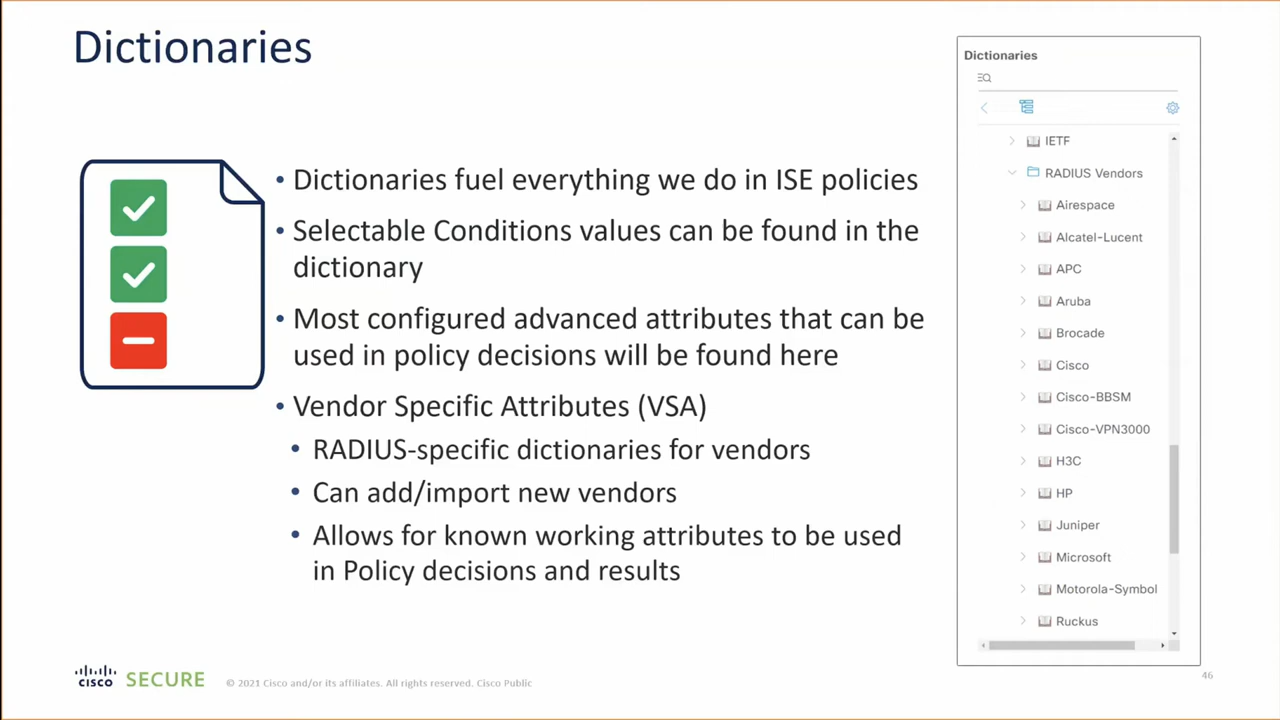 Dictionaries
• Dictionaries fuel everything we do in ISE policies
• Selectable Conditions values can be found in the
dictionary
• Most configured advanced attributes that can be
used in policy decisions will be found here
• Vendor Specific Attributes (VSA)
• RADIUS-specific dictionaries for vendors
• Can add/import new vendors
• Allows for known working attributes to be used
in Policy decisions and results
Dictionaries
IETF
RADIUS Vendors
Airespace
Alcatel-Lucent
APC
Aruba
Brocade
Cisco
Cisco-BBSM
Cisco-VPN3000
H3C
HP
Juniper
Microsoft
Motorola-Symbol
Ruckus
CISCO SECURE © 2021 Cisco and/or its affiliates. All rights reserved. Cisco Public
46